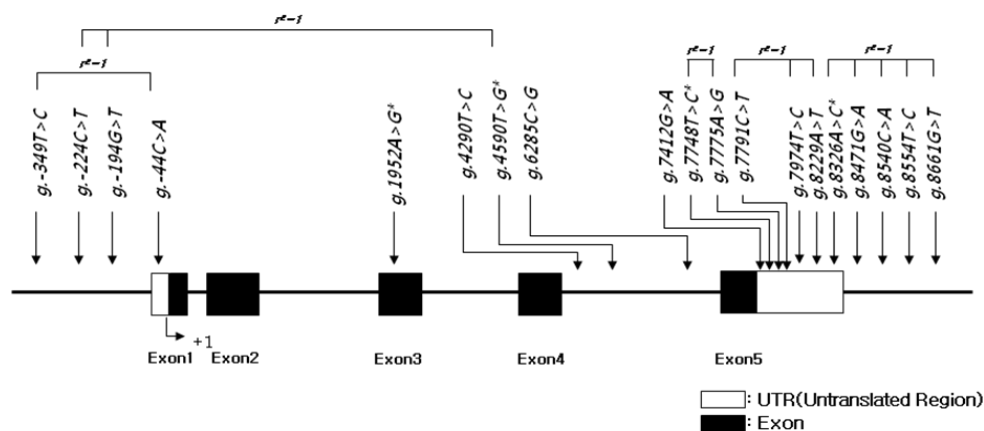 r²=1
r²=1
r²=1
r²=1
r²=1
g.-349T>C
g.-224C>T
g.-194G>T
g.-44C>A
g.1952A>G*
g.4290T>C
g.4590T>G*
g.6285C>G
g.7412G>A
g.7748T>C*
g.7775A>G
g.7791C>T
g.7974T>C
g.8229A>T
g.8326A>C*
g.8471G>A
g.8540C>A
g.8554T>C
g.8661G>T
+1
Exon1
Exon2
Exon3
Exon4
Exon5
: UTR(Untranslated Region)
: Exon